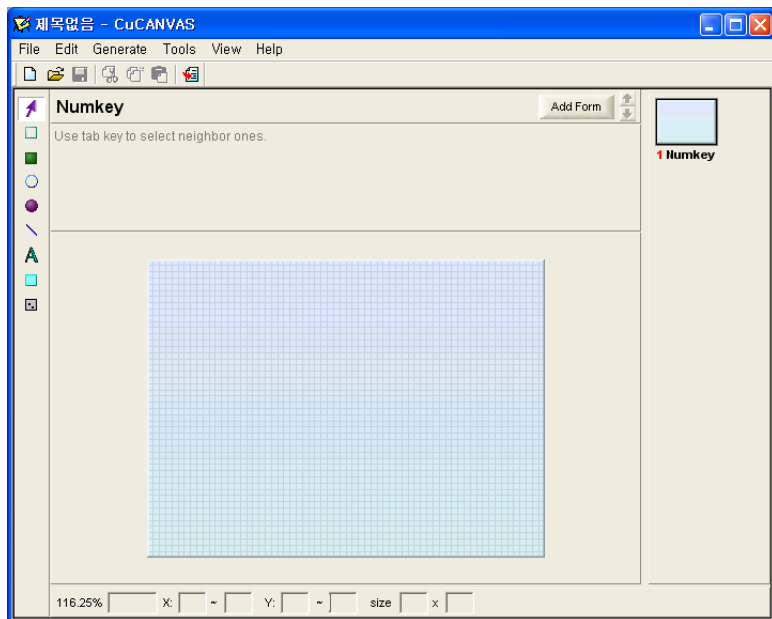 제목없음 - CuCANVAS
File Edit Generate Tools View Help
Numkey
Add Form
Use tab key to select neighbor ones.
1 Numkey
A
116.25% X: ~ Y: ~ size x